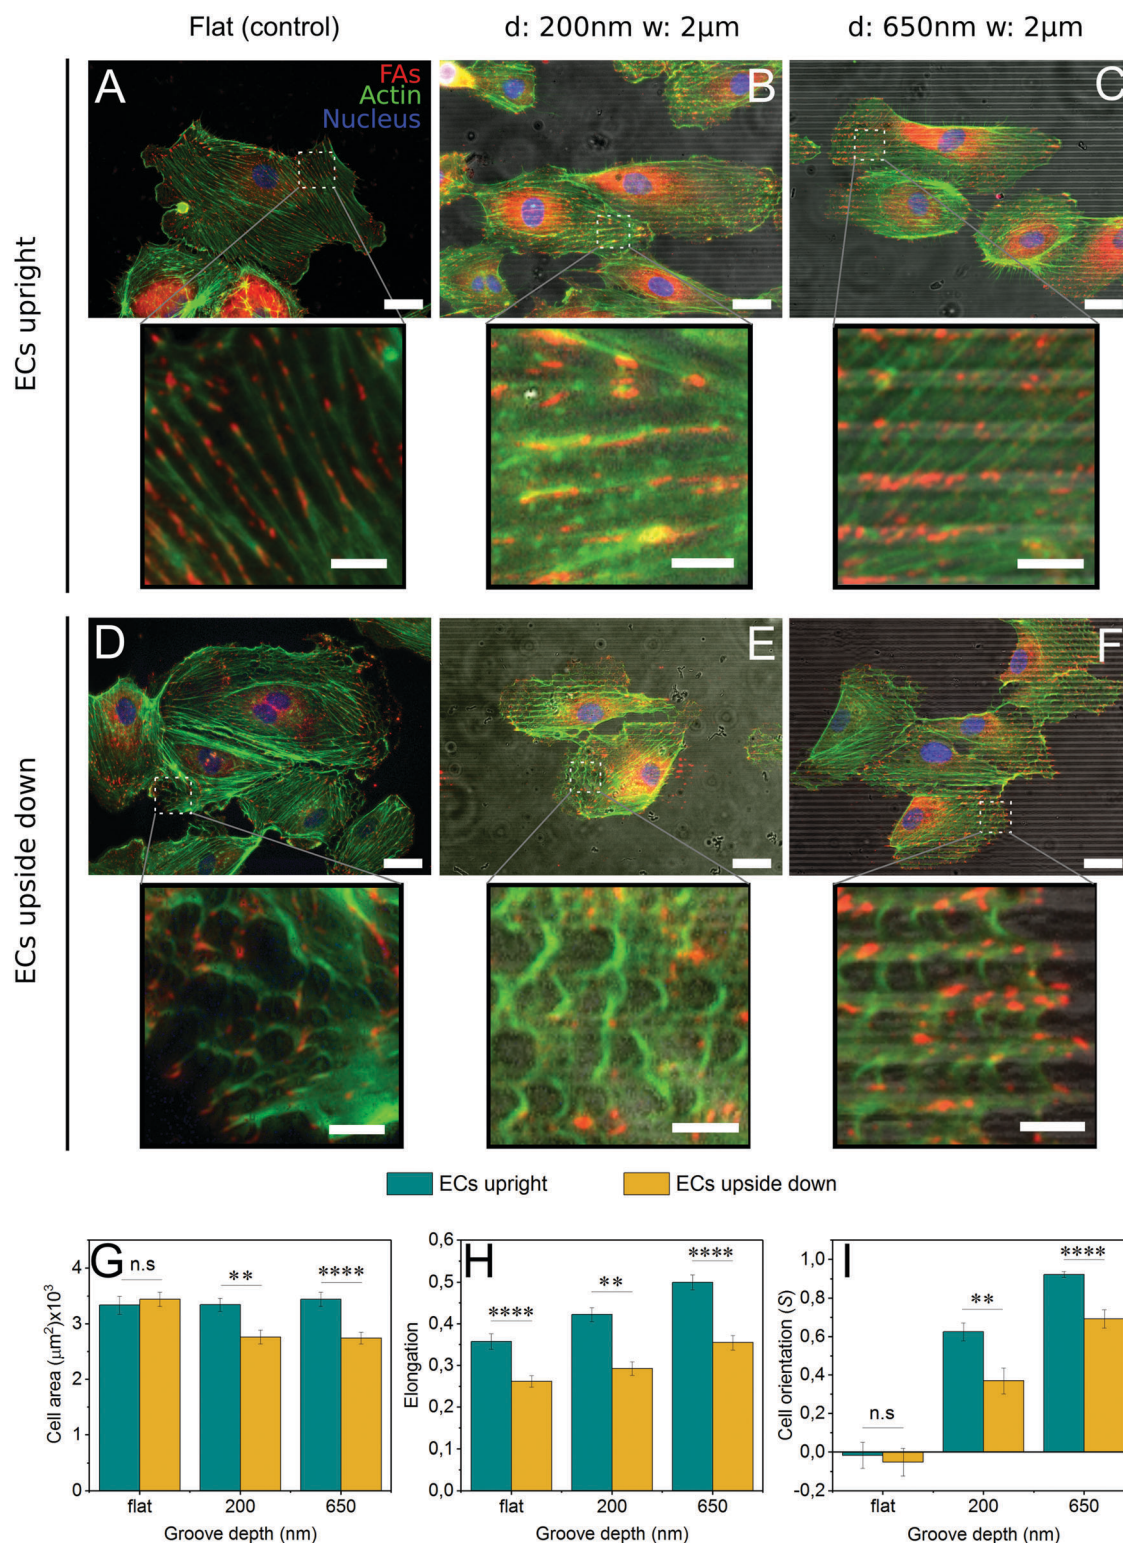 Flat (control)
d: 200nm w: 2μm
d: 650nm w: 2μm
ECs upright
A
FAs
Actin
Nucleus
B
C
ECs upside down
D
E
F
ECs upright
ECs upside down
G
n.s
**
****
Cell area (μm²)x10³
4
3
2
1
0
flat
200
650
Groove depth (nm)
H
****
**
****
Elongation
0,6
0,5
0,4
0,3
0,2
0,1
0,0
flat
200
650
Groove depth (nm)
I
n.s
**
****
Cell orientation (S)
1,0
0,8
0,6
0,4
0,2
0,0
-0,2
flat
200
650
Groove depth (nm)